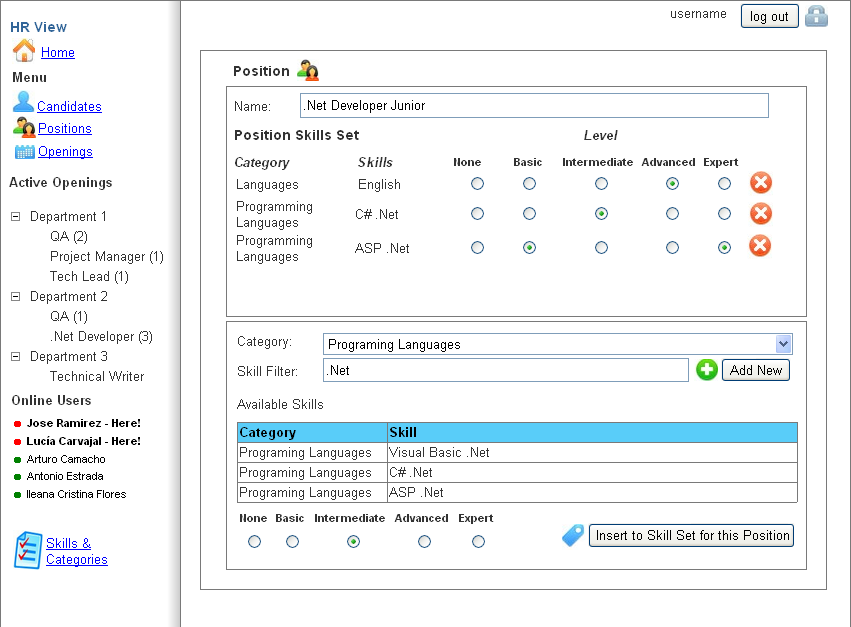 HR View
Home
Menu
Candidates
Positions
Openings
Active Openings
Department 1
QA (2)
Project Manager (1)
Tech Lead (1)
Department 2
QA (1)
.Net Developer (3)
Department 3
Technical Writer
Online Users
Jose Ramirez - Here!
Lucía Carvajal - Here!
Arturo Camacho
Antonio Estrada
Ileana Cristina Flores
Skills &
Categories
username log out
Position
Name: .Net Developer Junior
Position Skills Set Level
Category Skills None Basic Intermediate Advanced Expert
Languages English
Programming
Languages C# .Net
Programming
Languages ASP .Net
Category: Programing Languages
Skill Filter: .Net Add New
Available Skills
Category Skill
Programing Languages Visual Basic .Net
Programing Languages C# .Net
Programing Languages ASP .Net
None Basic Intermediate Advanced Expert
Insert to Skill Set for this Position